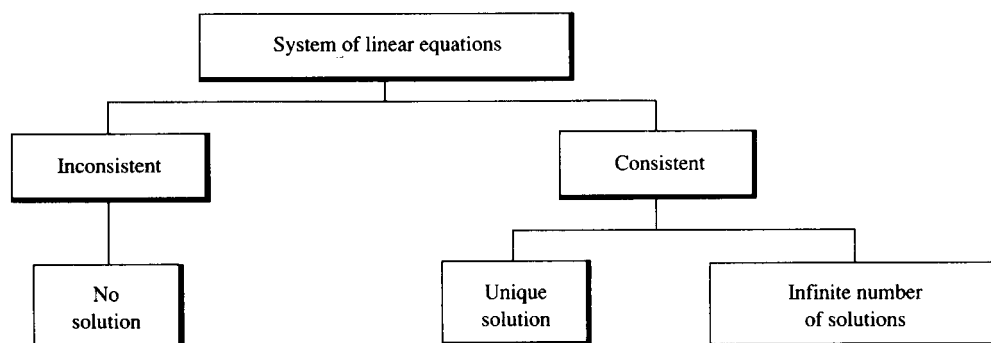 System of linear equations
Inconsistent
Consistent
No
solution
Unique
solution
Infinite number
of solutions